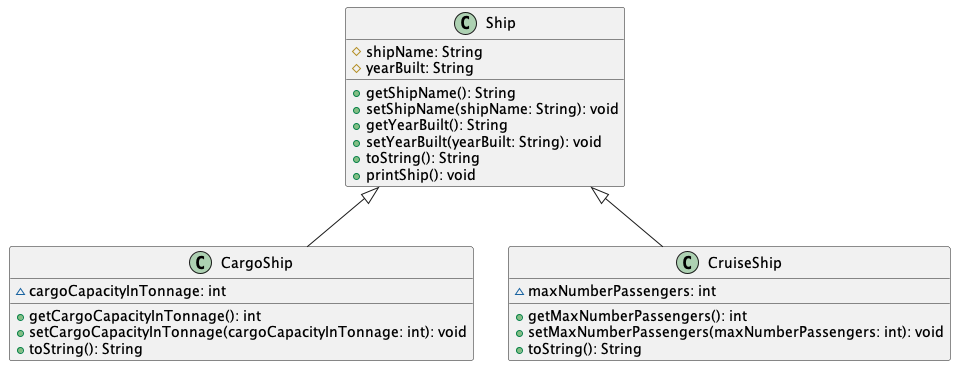 C Ship
shipName: String
yearBuilt: String
getShipName(): String
setShipName(shipName: String): void
getYearBuilt(): String
setYearBuilt(yearBuilt: String): void
toString(): String
printShip(): void
C CargoShip
cargoCapacityInTonnage: int
getCargoCapacityInTonnage(): int
setCargoCapacityInTonnage(cargoCapacityInTonnage: int): void
toString(): String
C CruiseShip
maxNumberPassengers: int
getMaxNumberPassengers(): int
setMaxNumberPassengers(maxNumberPassengers: int): void
toString(): String